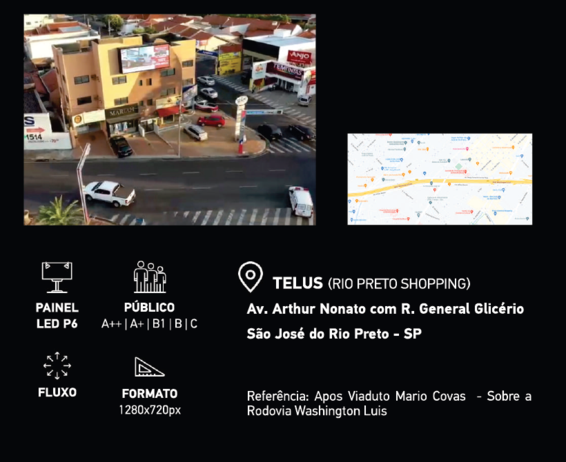 1514
PAINEL
LED P6
PÚBLICO
A++ | A+ | B1 | B | C
FLUXO
FORMATO
1280x720px
TELUS (RIO PRETO SHOPPING)
Av. Arthur Nonato com R. General Glicério
São José do Rio Preto - SP
Referência: Apos Viaduto Mario Covas - Sobre a
Rodovia Washington Luis